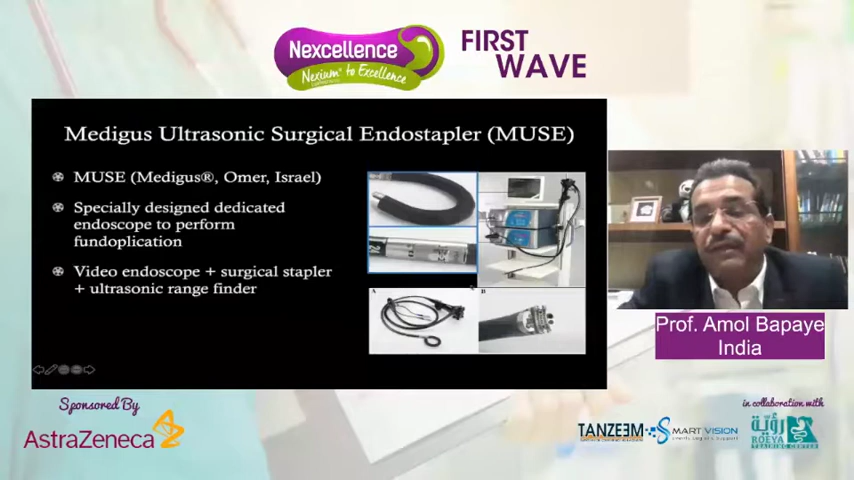 Nexcellence
Nexium® to Excellence
FIRST
WAVE
Medigus Ultrasonic Surgical Endostapler (MUSE)
MUSE (Medigus®, Omer, Israel)
Specially designed dedicated
endoscope to perform
fundoplication
Video endoscope + surgical stapler
+ ultrasonic range finder
A
B
Prof. Amol Bapaye
India
Sponsored By
AstraZeneca
in collaboration with
TANZEEM
SMART VISION
رؤية
ROEYA
TRAINING CENTER